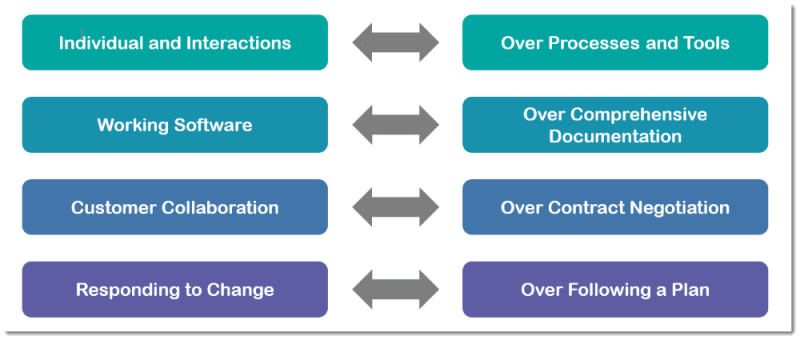 Individual and Interactions
Over Processes and Tools
Working Software
Over Comprehensive
Documentation
Customer Collaboration
Over Contract Negotiation
Responding to Change
Over Following a Plan